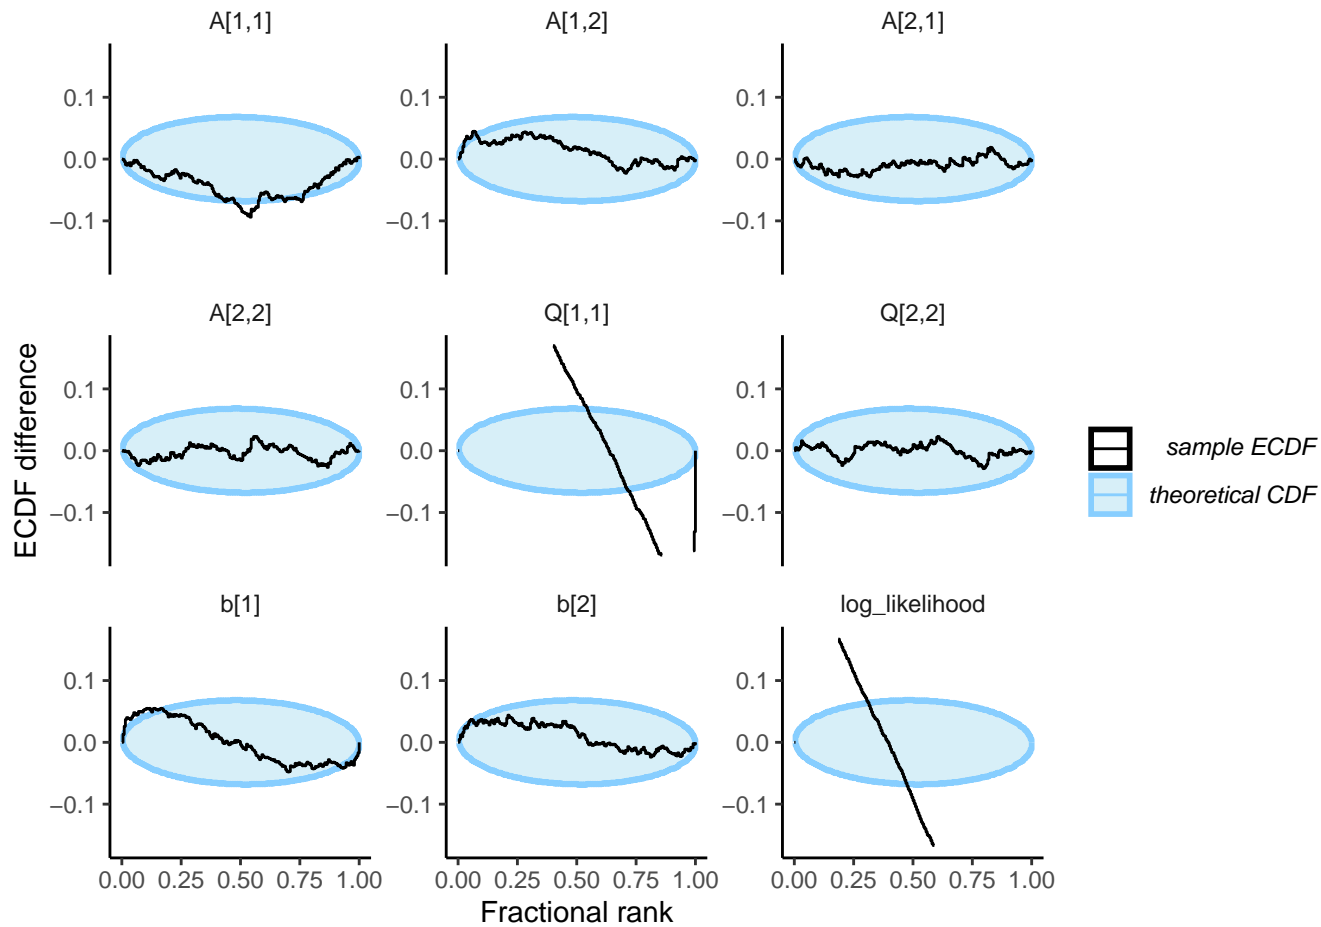 A[1,1] A[1,2] A[2,1]
0.1 0.1 0.1
0.0 0.0 0.0
−0.1 −0.1 −0.1
A[2,2] Q[1,1] Q[2,2]
0.1 0.1 0.1
0.0 0.0 0.0
−0.1 −0.1 −0.1
ECDF difference
b[1] b[2] log_likelihood
0.1 0.1 0.1
0.0 0.0 0.0
−0.1 −0.1 −0.1
0.00 0.25 0.50 0.75 1.00 0.00 0.25 0.50 0.75 1.00 0.00 0.25 0.50 0.75 1.00
Fractional rank
sample ECDF
theoretical CDF